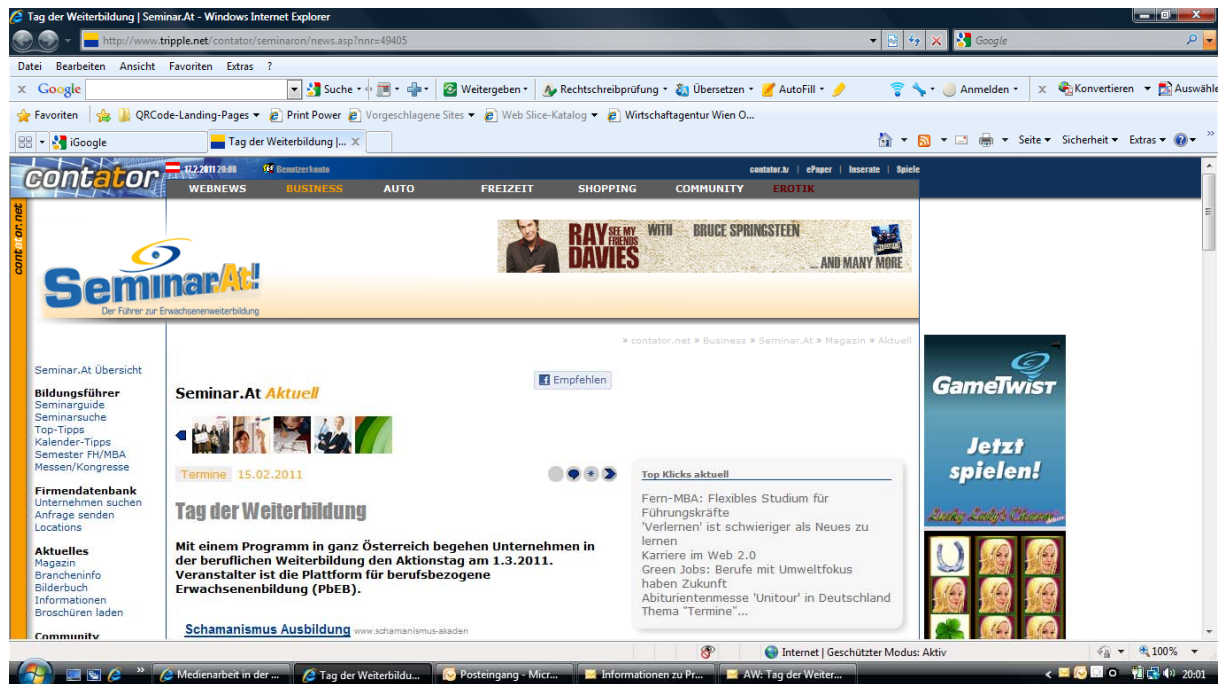 Tag der Weiterbildung | Seminar.At - Windows Internet Explorer
http://www.tripple.net/contator/seminaron/news.asp?nnr=49405
Google
Datei Bearbeiten Ansicht Favoriten Extras ?
x Google Suche Weitergeben Rechtschreibprüfung Übersetzen AutoFill Anmelden x Konvertieren Auswähle
Favoriten QRCode-Landing-Pages Print Power Vorgeschlagene Sites Web Slice-Katalog Wirtschaftagentur Wien O...
iGoogle Tag der Weiterbildung |... X Seite Sicherheit Extras
contator 17.2.2011 20:00 Benutzerkonto contator.tv | ePaper | Inserate | Spiele
WEBNEWS BUSINESS AUTO FREIZEIT SHOPPING COMMUNITY EROTIK
contator.net
RAY DAVIES SEE MY FRIENDS WITH BRUCE SPRINGSTEEN
... AND MANY MORE
SeminarAt!
Der Führer zur Erwachsenenweiterbildung
» contator.net » Business » Seminar.At » Magazin » Aktuell
Seminar.At Übersicht
Bildungsführer
Seminarguide
Seminarsuche
Top-Tipps
Kalender-Tipps
Semester FH/MBA
Messen/Kongresse
Firmendatenbank
Unternehmen suchen
Anfrage senden
Locations
Aktuelles
Magazin
Brancheninfo
Bilderbuch
Informationen
Broschüren laden
Community
Empfehlen
Seminar.At Aktuell
Termine 15.02.2011
Tag der Weiterbildung
Mit einem Programm in ganz Österreich begehen Unternehmen in
der beruflichen Weiterbildung den Aktionstag am 1.3.2011.
Veranstalter ist die Plattform für berufsbezogene
Erwachsenenbildung (PbEB).
Schamanismus Ausbildung www.schamanismus-akaden
Top Klicks aktuell
Fern-MBA: Flexibles Studium für
Führungskräfte
'Verlernen' ist schwieriger als Neues zu
lernen
Karriere im Web 2.0
Green Jobs: Berufe mit Umweltfokus
haben Zukunft
Abiturientenmesse 'Unitour' in Deutschland
Thema "Termine"...
GameTwist
Jetzt
spielen!
Lucky Lady's Charm
Internet | Geschützter Modus: Aktiv 100%
Medienarbeit in der ... Tag der Weiterbildu... Posteingang - Micr... Informationen zu Pr... AW: Tag der Weiter... 20:01